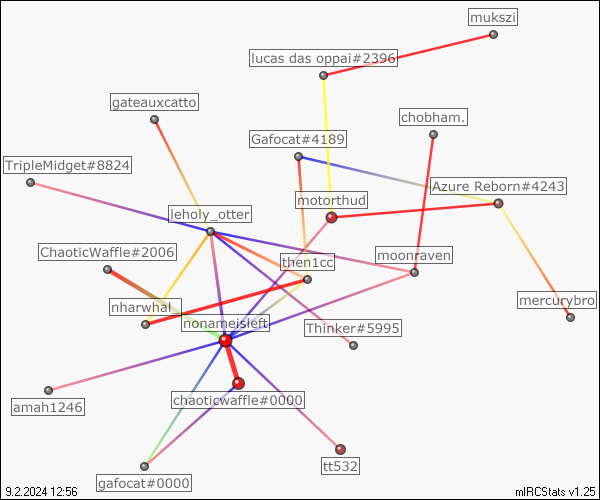 mukszi
lucas das oppai#2396
gateauxcatto
chobham.
Gafocat#4189
TripleMidget#8824
Azure Reborn#4243
motorthud
leholy_otter
ChaoticWaffle#2006
moonraven
then1cc
nharwhal_
mercurybro
nonameisleft
Thinker#5995
chaoticwaffle#0000
amah1246
tt532
gafocat#0000
9.2.2024 12:56
mIRCStats v1.25